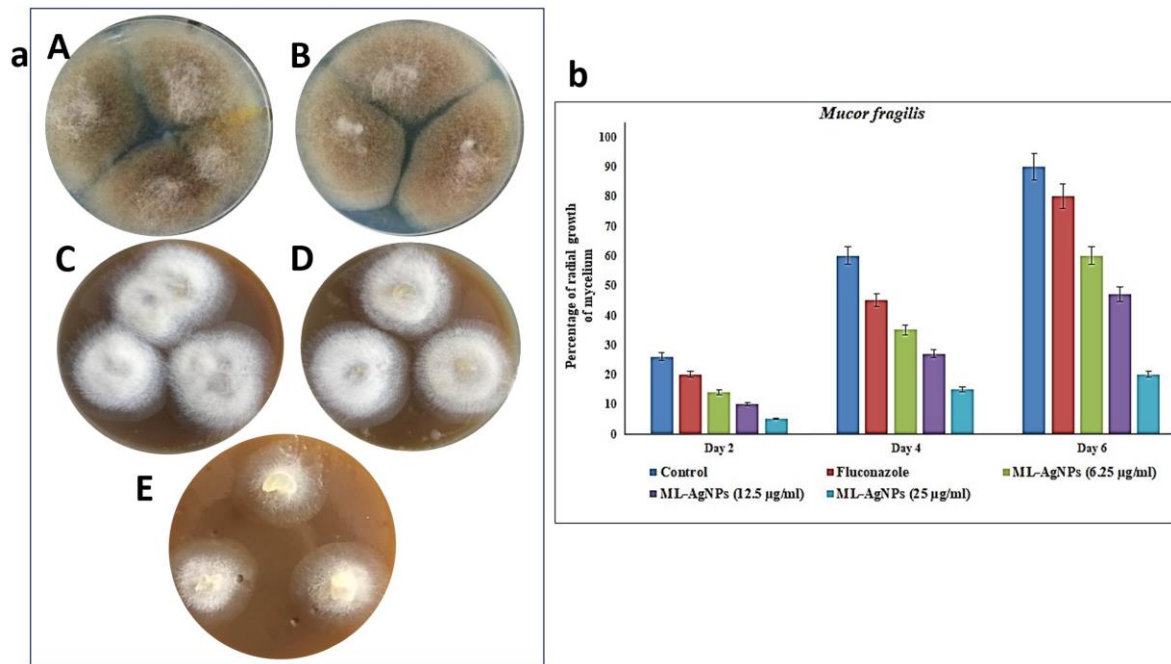 a
A
B
C
D
E
b
Mucor fragilis
Percentage of radial growth
of mycelium
100
90
80
70
60
50
40
30
20
10
0
Day 2
Day 4
Day 6
Control
Fluconazole
ML-AgNPs (6.25 µg/ml)
ML-AgNPs (12.5 µg/ml)
ML-AgNPs (25 µg/ml)